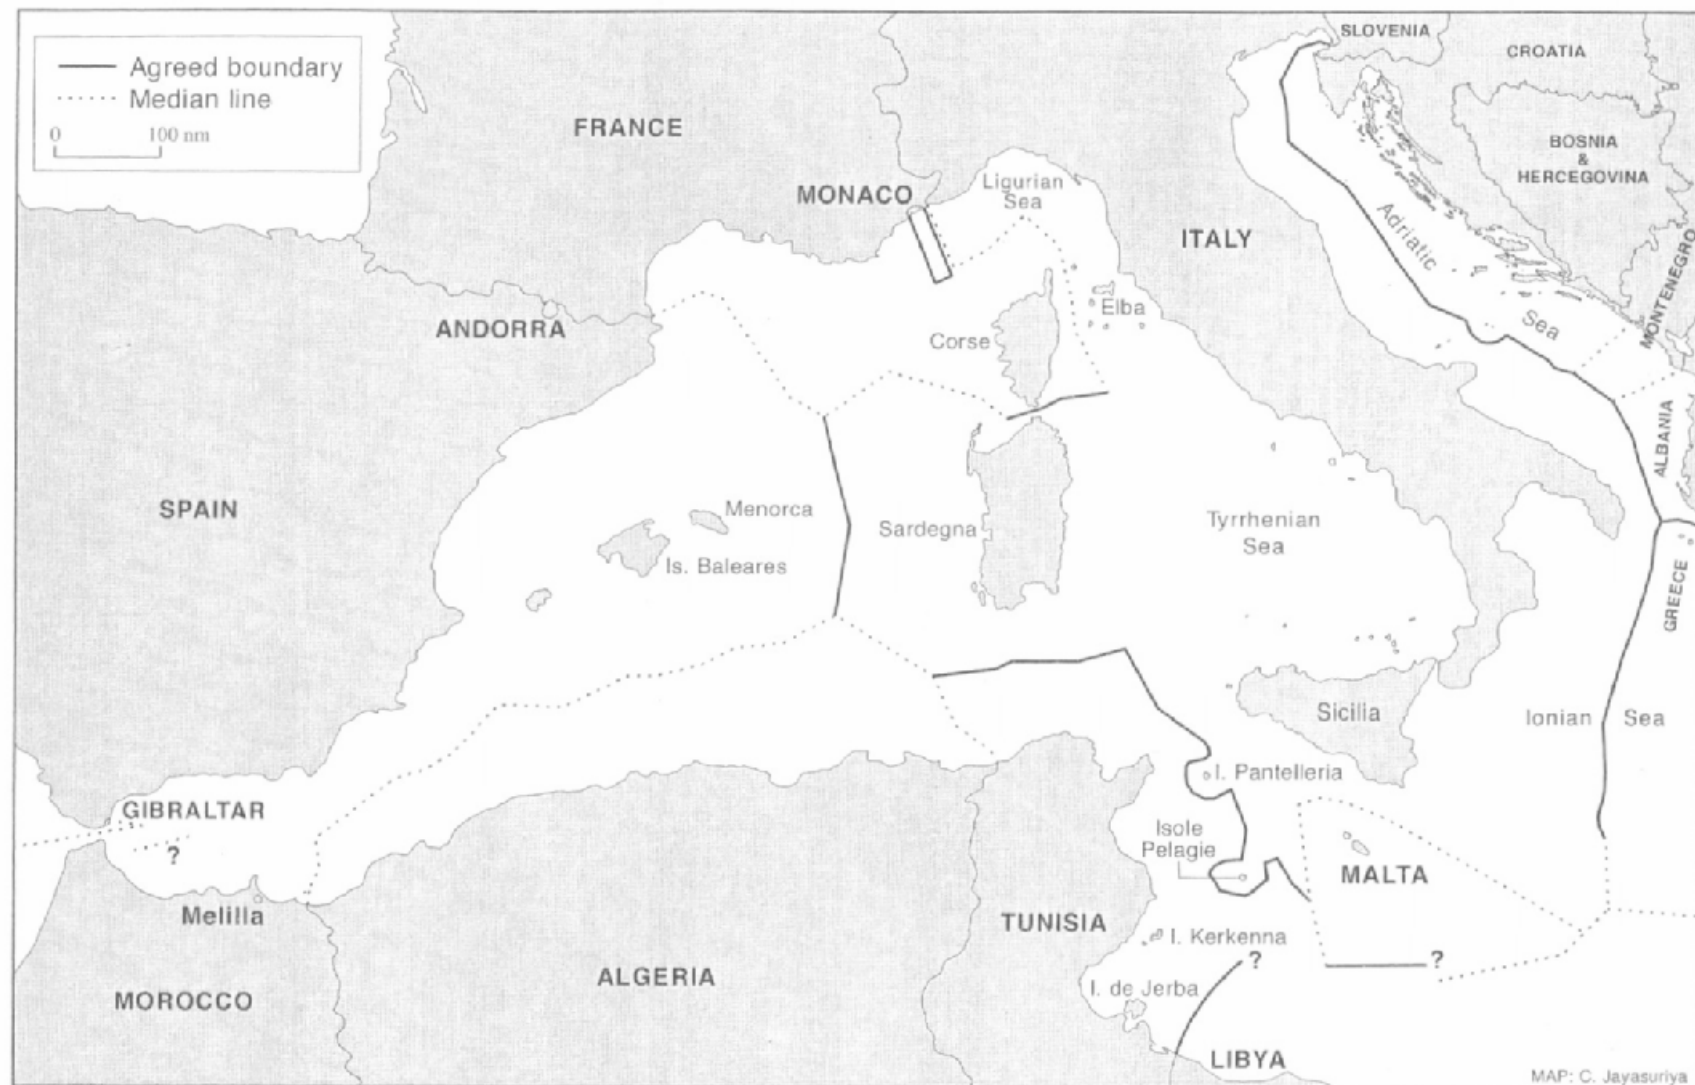 Agreed boundary
Median line
0 100 nm
SLOVENIA
CROATIA
FRANCE
BOSNIA
&
HERCEGOVINA
MONACO
Ligurian
Sea
Adriatic
Sea
ITALY
MONTENEGRO
ANDORRA
Elba
Corse
ALBANIA
SPAIN
Menorca
Is. Baleares
Sardegna
Tyrrhenian
Sea
GREECE
Sicilia
Ionian Sea
I. Pantelleria
GIBRALTAR
?
Isole
Pelagie
MALTA
Melilla
TUNISIA
I. Kerkenna
?
?
ALGERIA
I. de Jerba
MOROCCO
LIBYA
MAP: C. Jayasuriya